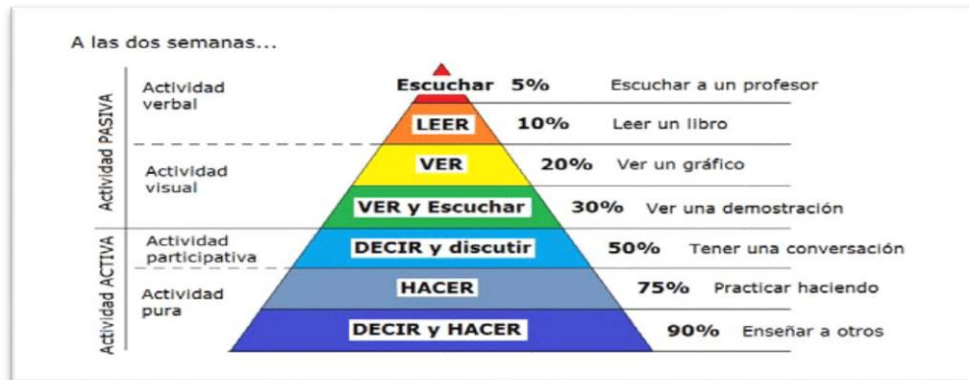 A las dos semanas...
Actividad PASIVA
Actividad
verbal
Escuchar 5% Escuchar a un profesor
LEER 10% Leer un libro
Actividad
visual
VER 20% Ver un gráfico
VER y Escuchar 30% Ver una demostración
Actividad ACTIVA
Actividad
participativa
DECIR y discutir 50% Tener una conversación
Actividad
pura
HACER 75% Practicar haciendo
DECIR y HACER 90% Enseñar a otros